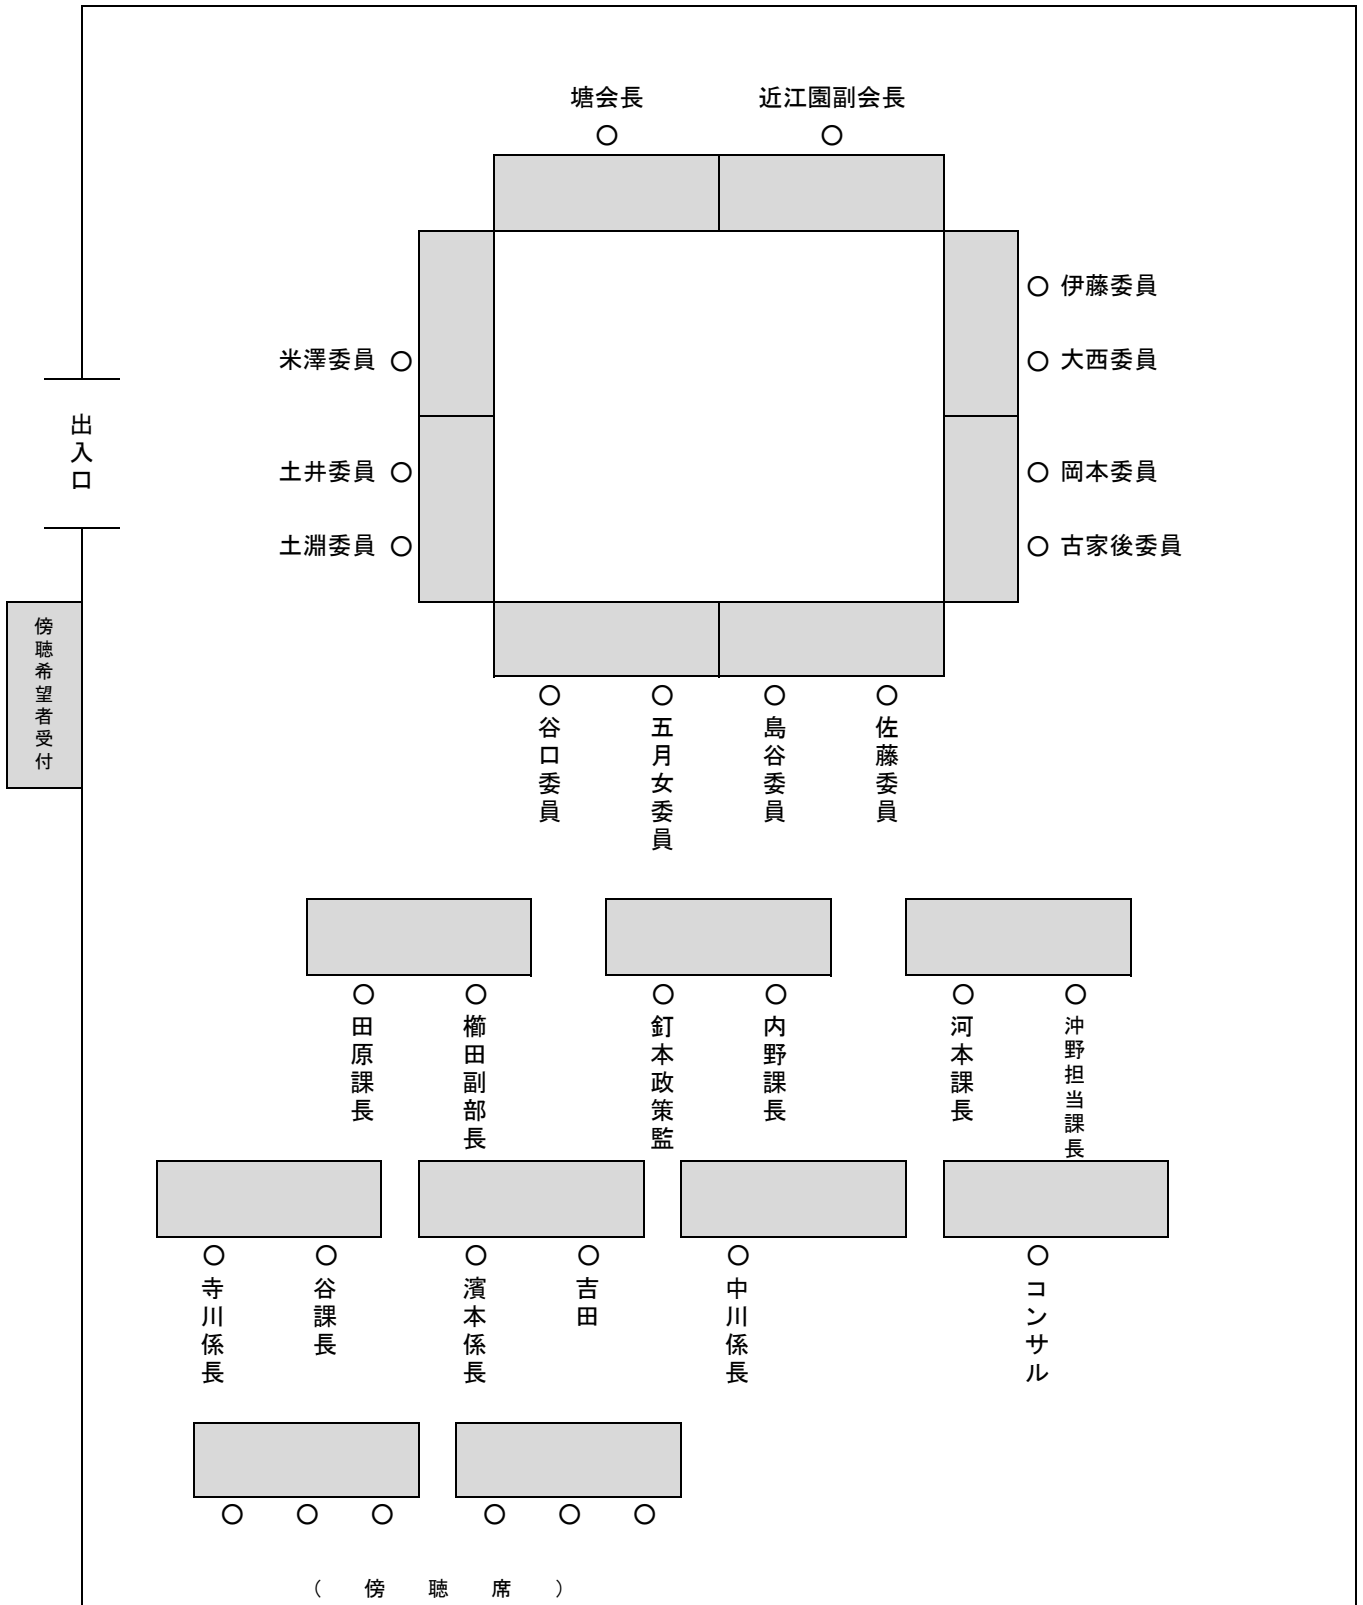 塘会長
近江園副会長
伊藤委員
米澤委員
大西委員
出入口
土井委員
岡本委員
土淵委員
古家後委員
傍聴希望者受付
谷口委員
五月女委員
島谷委員
佐藤委員
田原課長
櫛田副部長
釘本政策監
内野課長
河本課長
沖野担当課長
寺川係長
谷課長
濱本係長
吉田
中川係長
コンサル
（　傍　聴　席　）